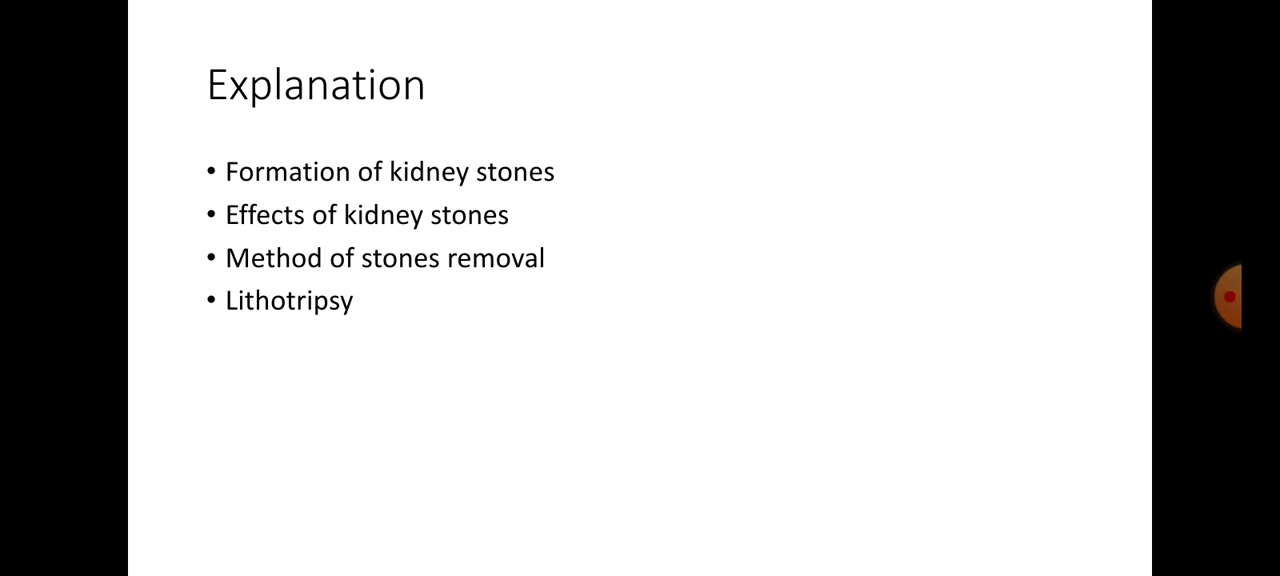 Explanation
• Formation of kidney stones
• Effects of kidney stones
• Method of stones removal
• Lithotripsy